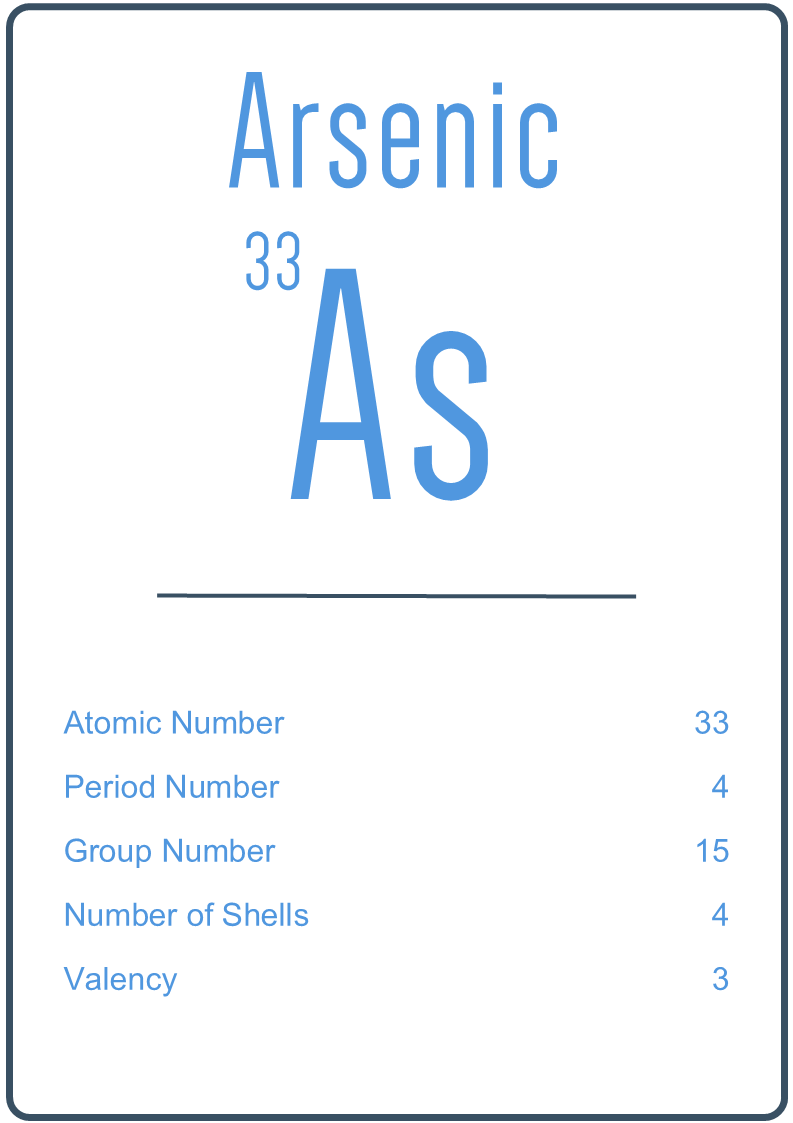 Arsenic
33
As
Atomic Number 33
Period Number 4
Group Number 15
Number of Shells 4
Valency 3